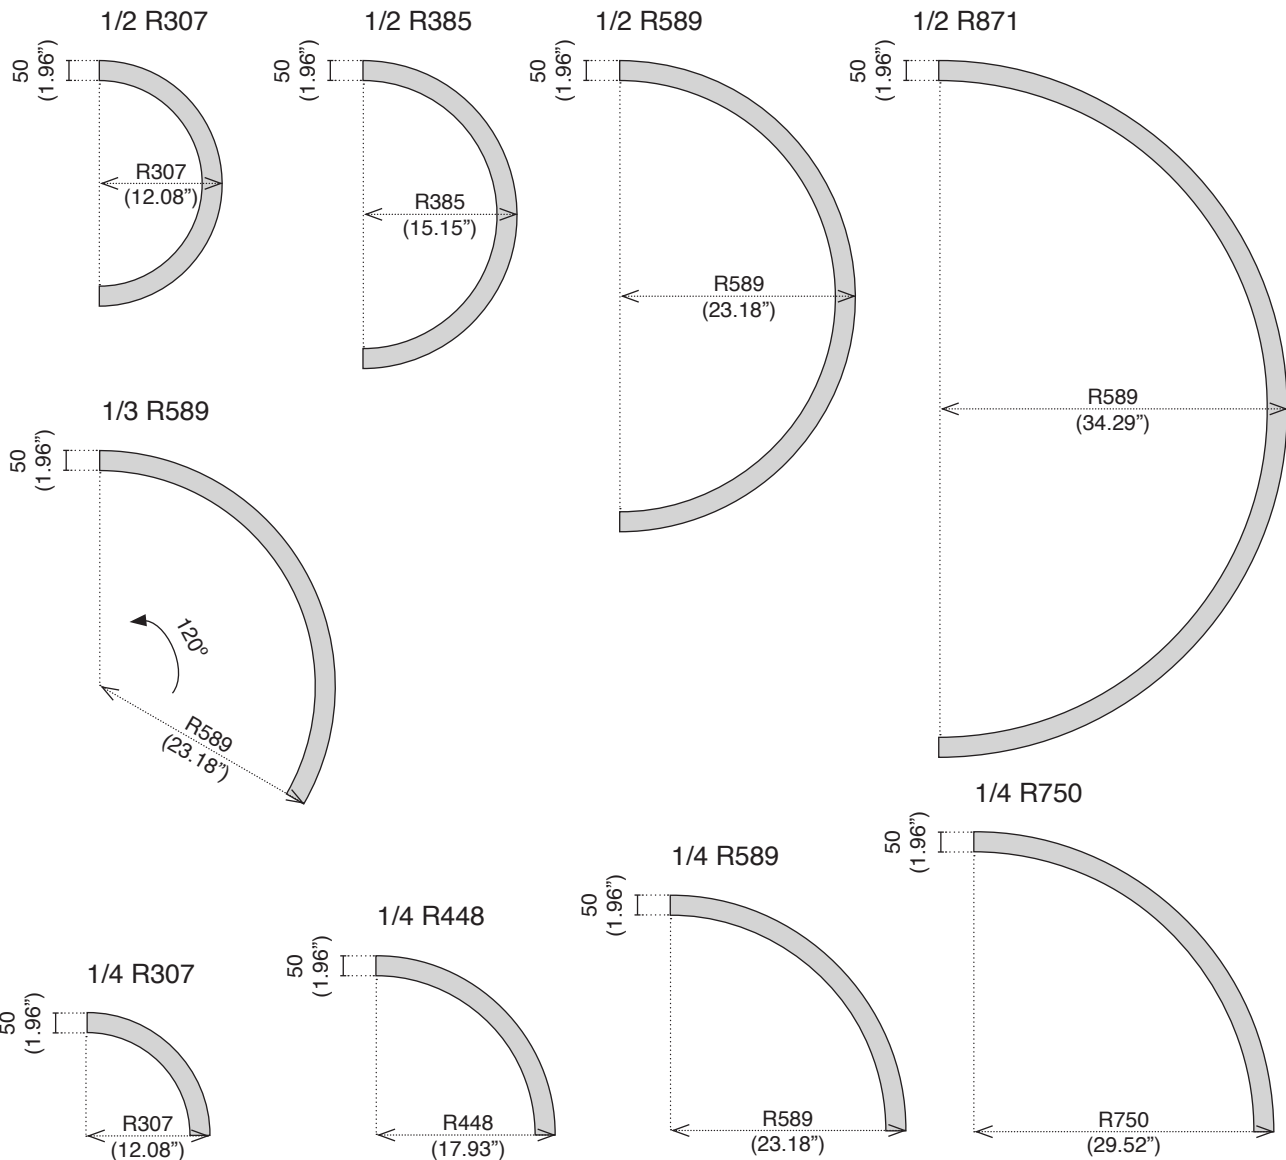 1/2 R307
50
(1.96”)
R307
(12.08”)
1/2 R385
50
(1.96”)
R385
(15.15”)
1/2 R589
50
(1.96”)
R589
(23.18”)
1/2 R871
50
(1.96”)
R589
(34.29”)
1/3 R589
50
(1.96”)
120º
R589
(23.18”)
1/4 R307
50
(1.96”)
R307
(12.08”)
1/4 R448
50
(1.96”)
R448
(17.93”)
1/4 R589
50
(1.96”)
R589
(23.18”)
1/4 R750
50
(1.96”)
R750
(29.52”)